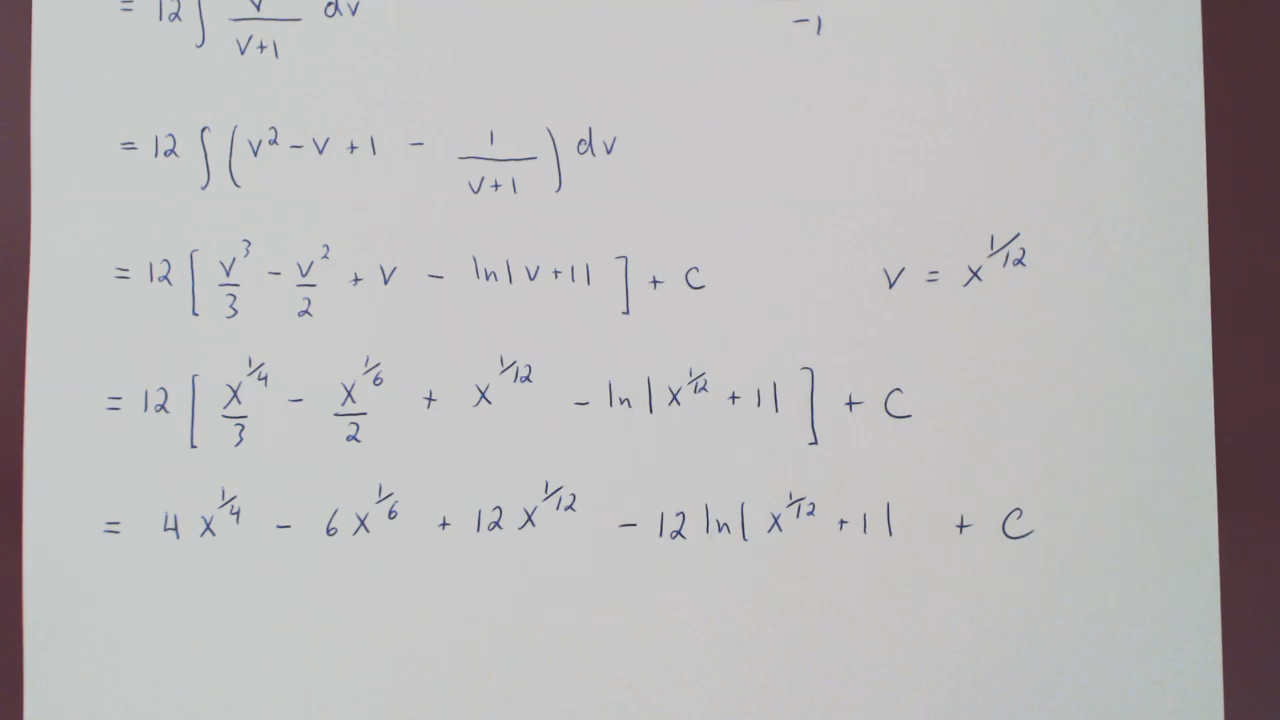 = 12 ∫ v/(v+1) dv
-1
= 12 ∫ (v² - v + 1 - 1/(v+1)) dv
= 12 [v³/3 - v²/2 + v - ln|v+1|] + C    v = x^(1/12)
= 12 [x^(1/4)/3 - x^(1/6)/2 + x^(1/12) - ln|x^(1/12) + 1|] + C
= 4x^(1/4) - 6x^(1/6) + 12x^(1/12) - 12 ln|x^(1/12) + 1| + C